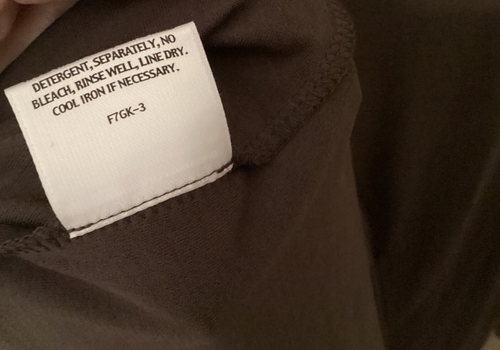 DETERGENT, SEPARATELY, NO
BLEACH, RINSE WELL, LINE DRY.
COOL IRON IF NECESSARY.
F7GK-3